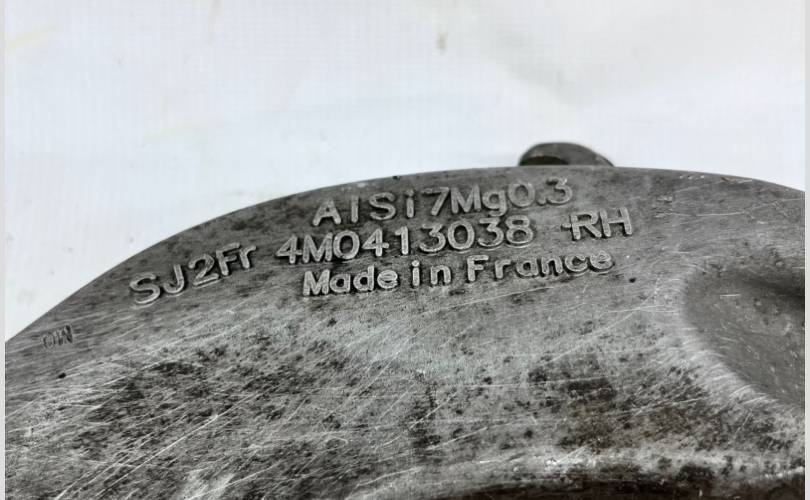 AlSi7Mg0.3
SJ2Fr 4M0413038 RH
Made in France